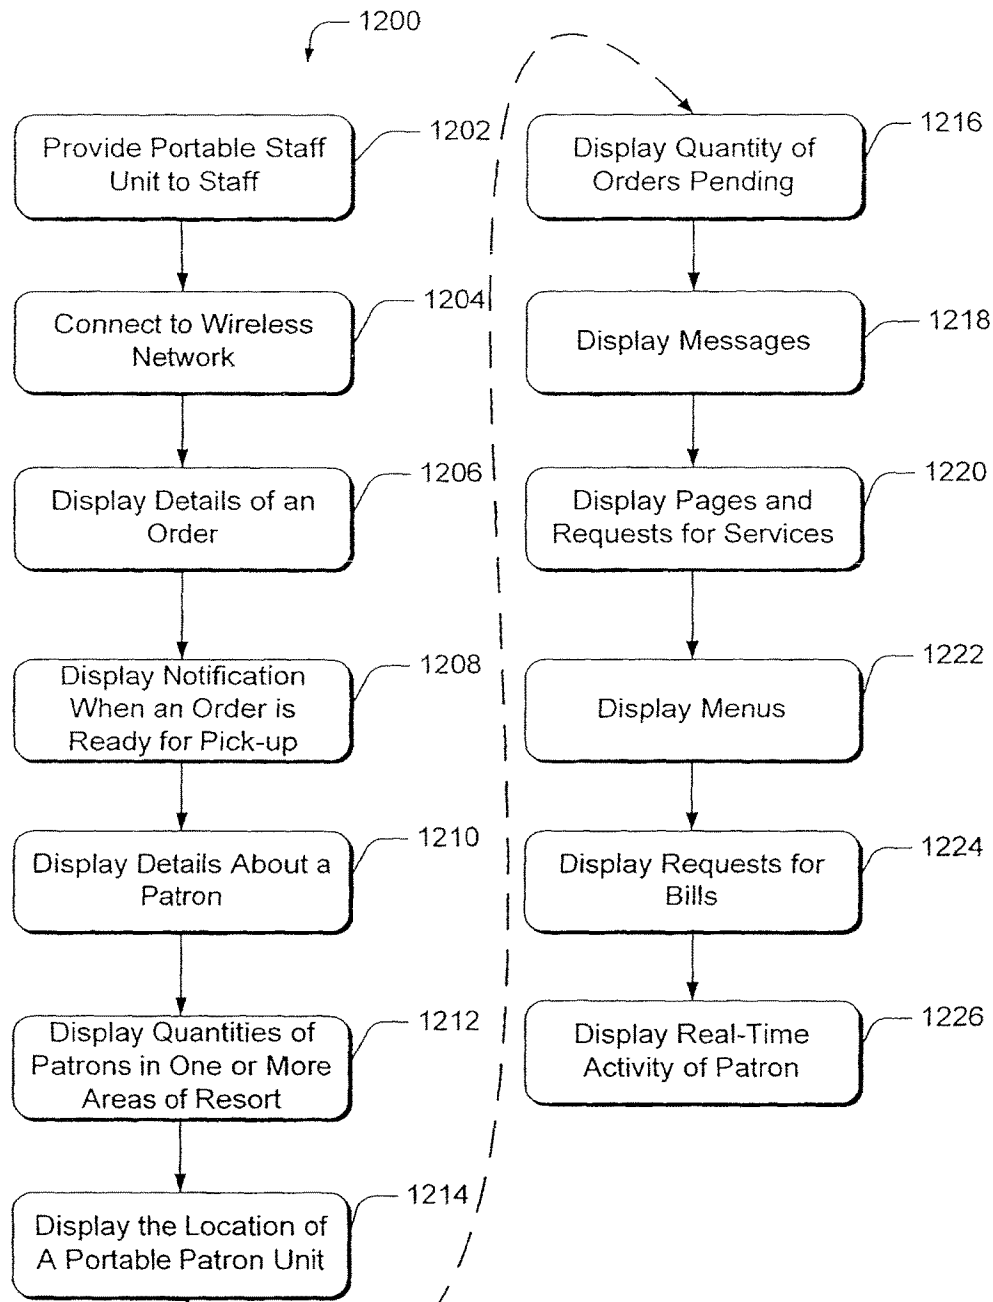 1200
Provide Portable Staff
Unit to Staff
1202
Connect to Wireless
Network
1204
Display Details of an
Order
1206
Display Notification
When an Order is
Ready for Pick-up
1208
Display Details About a
Patron
1210
Display Quantities of
Patrons in One or More
Areas of Resort
1212
Display the Location of
A Portable Patron Unit
1214
Display Quantity of
Orders Pending
1216
Display Messages
1218
Display Pages and
Requests for Services
1220
Display Menus
1222
Display Requests for
Bills
1224
Display Real-Time
Activity of Patron
1226